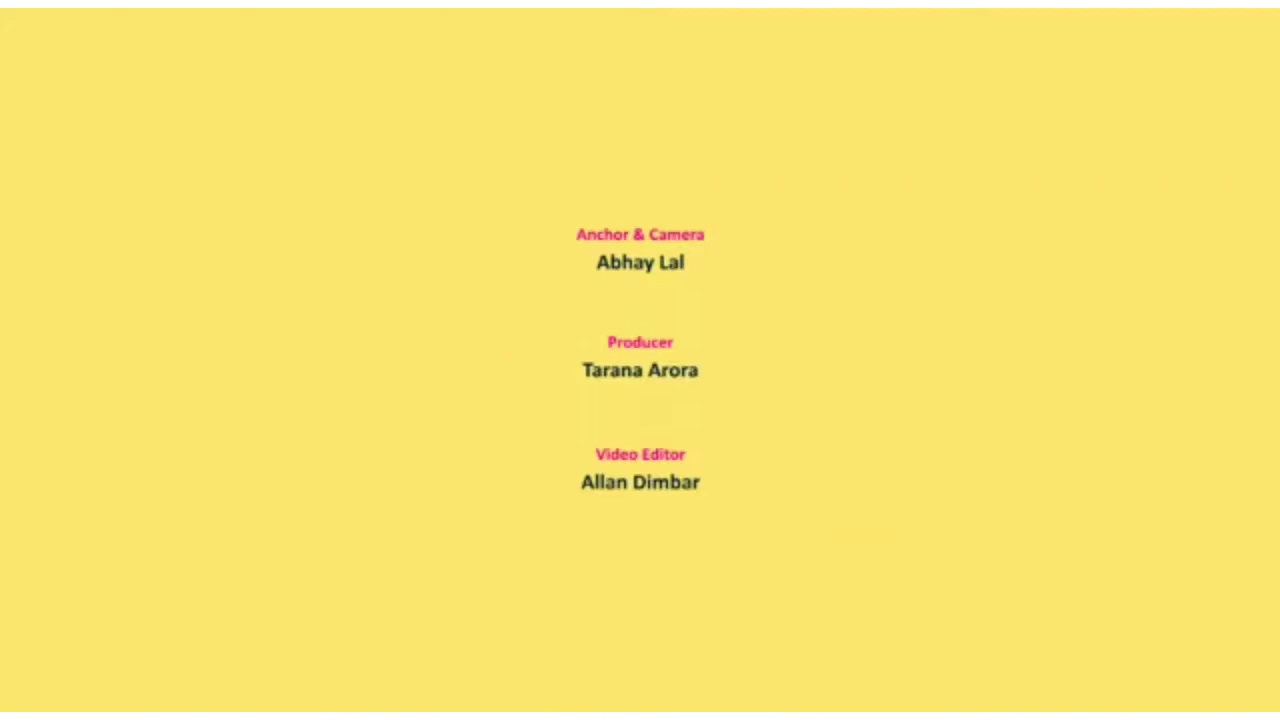 Anchor & Camera
Abhay Lal
Producer
Tarana Arora
Video Editor
Allan Dimbar